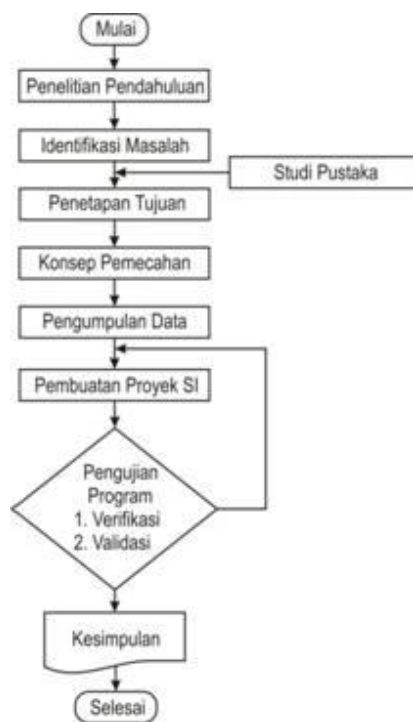 Mulai
Penelitian Pendahuluan
Identifikasi Masalah
Studi Pustaka
Penetapan Tujuan
Konsep Pemecahan
Pengumpulan Data
Pembuatan Proyek SI
Pengujian
Program
1. Verifikasi
2. Validasi
Kesimpulan
Selesai